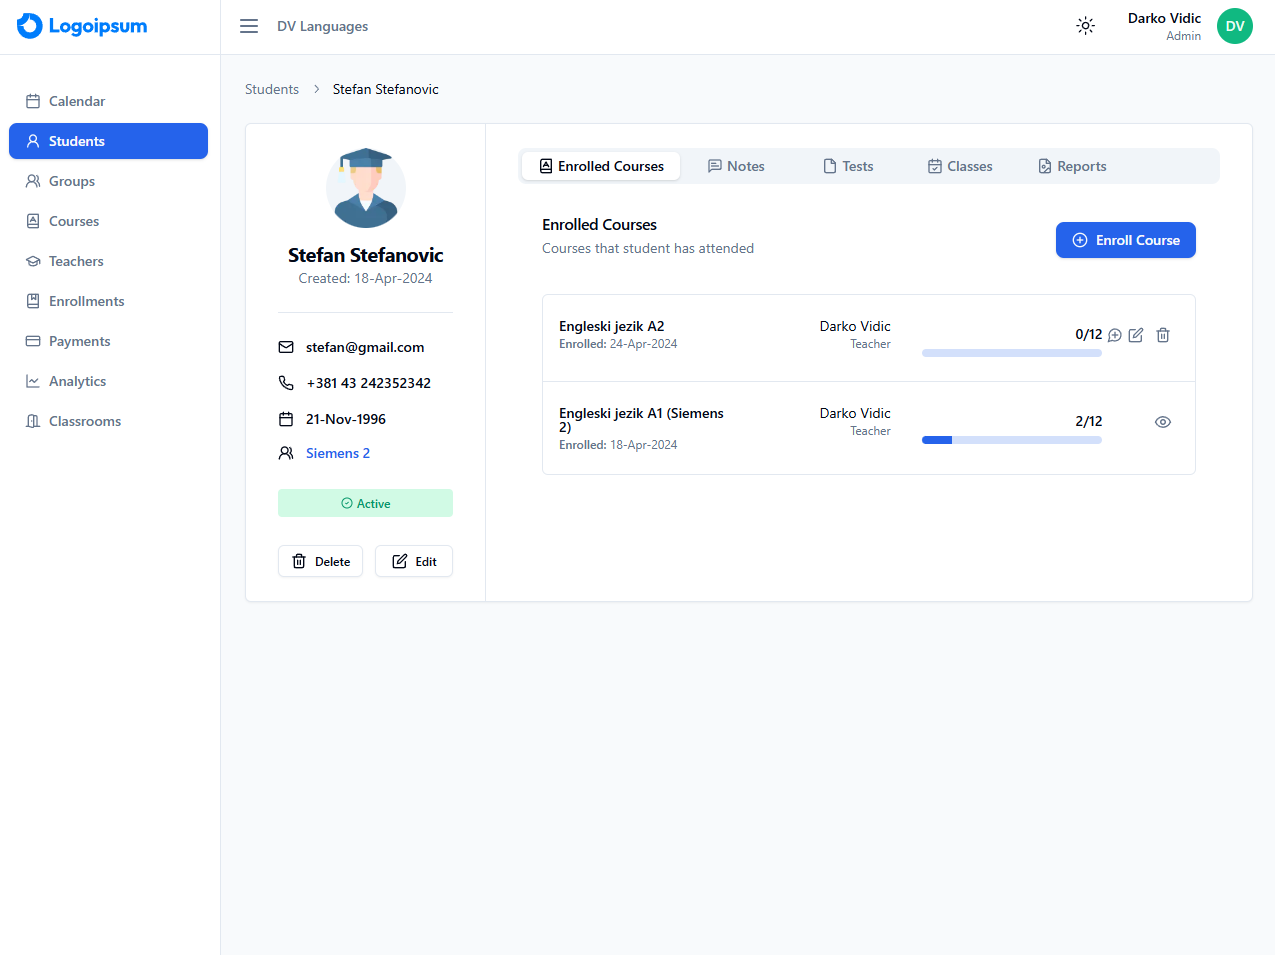 Logoipsum
DV Languages
Darko Vidic
Admin
DV
Calendar
Students
Groups
Courses
Teachers
Enrollments
Payments
Analytics
Classrooms
Students > Stefan Stefanovic
Stefan Stefanovic
Created: 18-Apr-2024
stefan@gmail.com
+381 43 242352342
21-Nov-1996
Siemens 2
Active
Delete Edit
Enrolled Courses Notes Tests Classes Reports
Enrolled Courses
Courses that student has attended
Enroll Course
Engleski jezik A2
Enrolled: 24-Apr-2024
Darko Vidic
Teacher
0/12
Engleski jezik A1 (Siemens
2)
Enrolled: 18-Apr-2024
Darko Vidic
Teacher
2/12